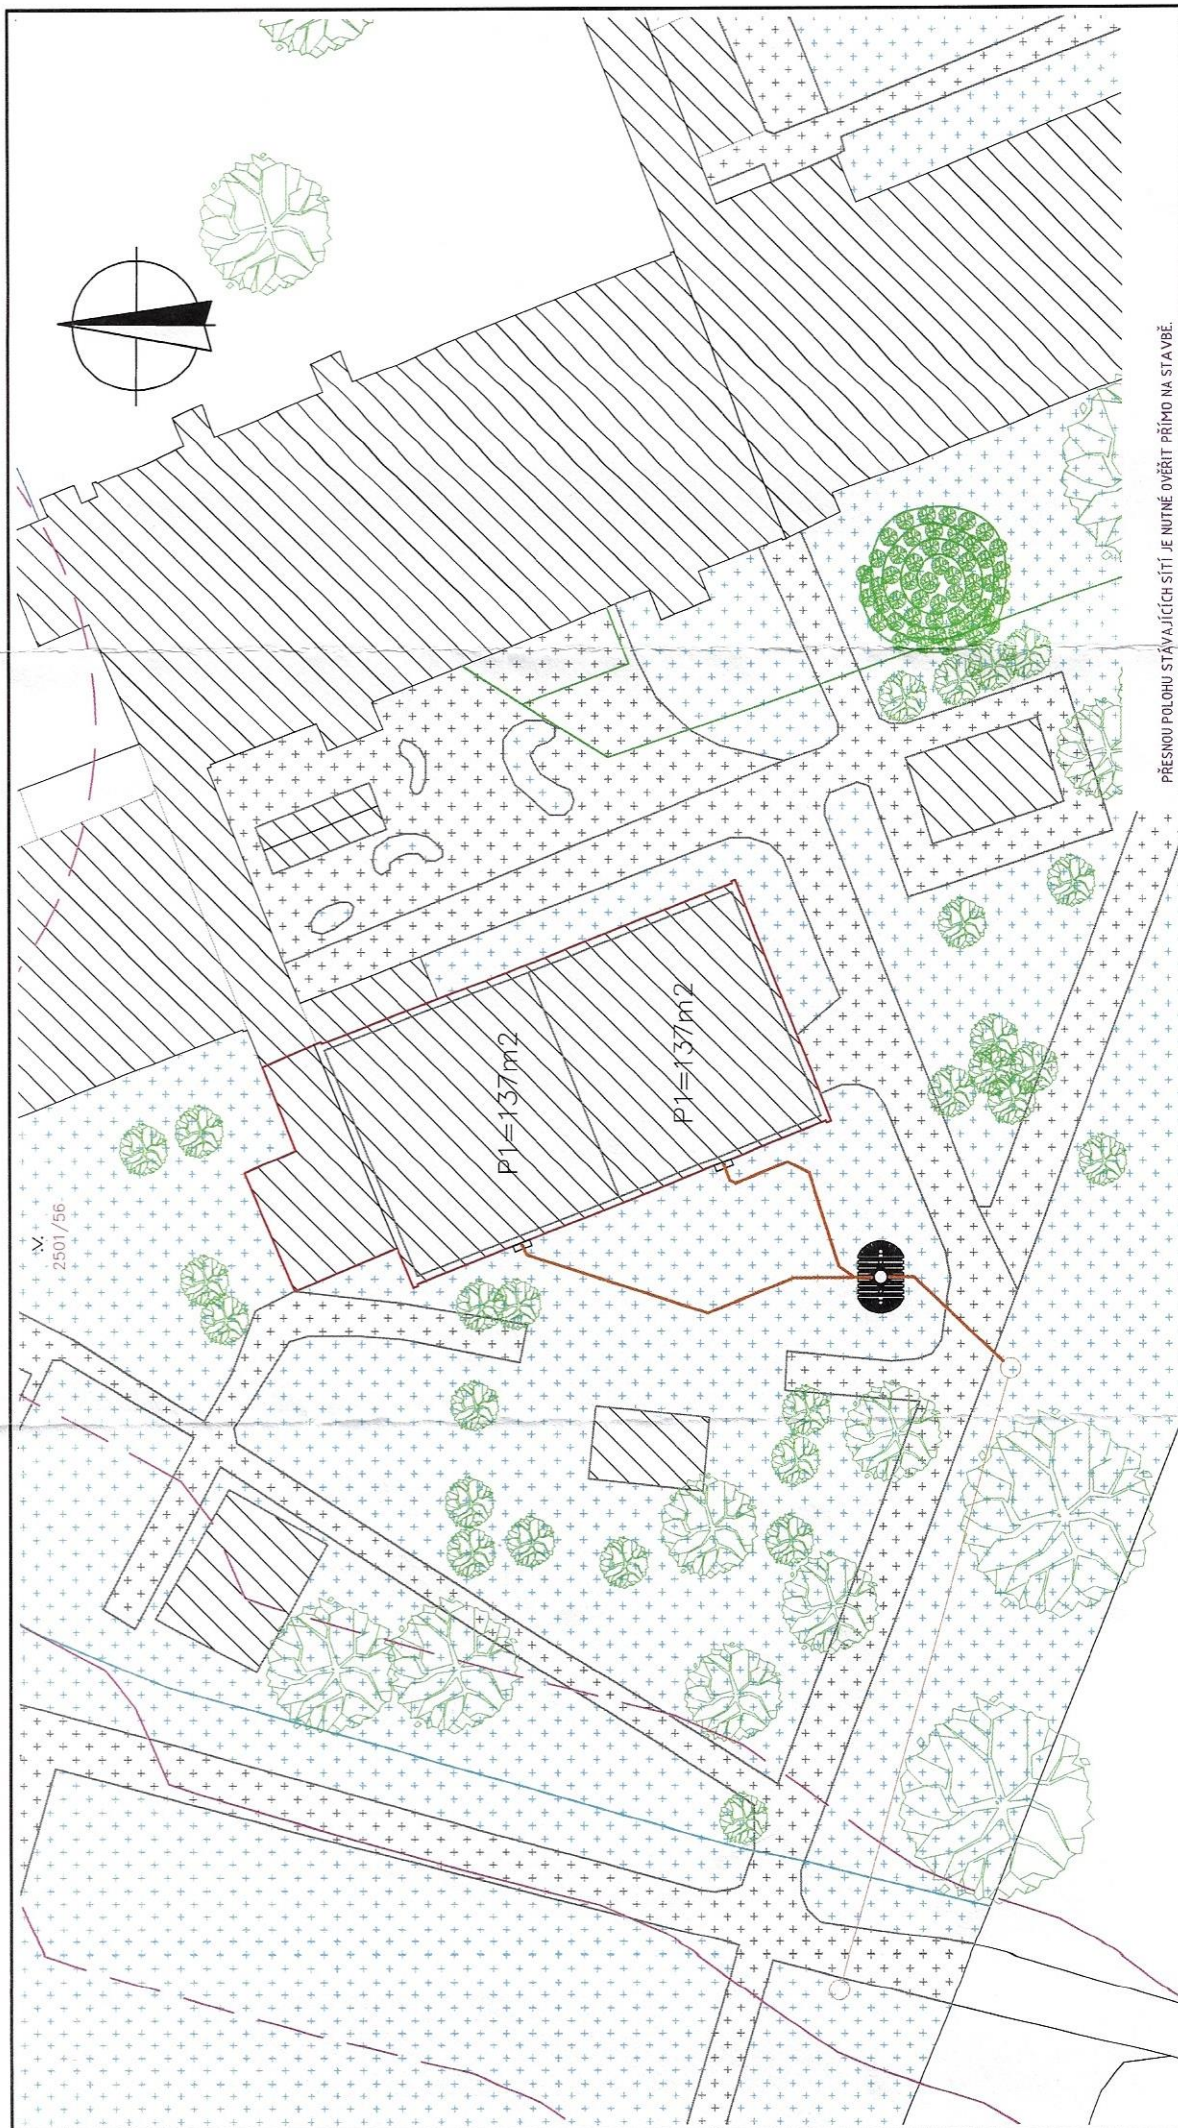 2501/56
P1=137m2
P1=137m2
PŘESNOU POLOHU STÁVAJÍCÍCH SÍTÍ JE NUTNÉ OVĚŘIT PŘÍMO NA STAVBĚ.